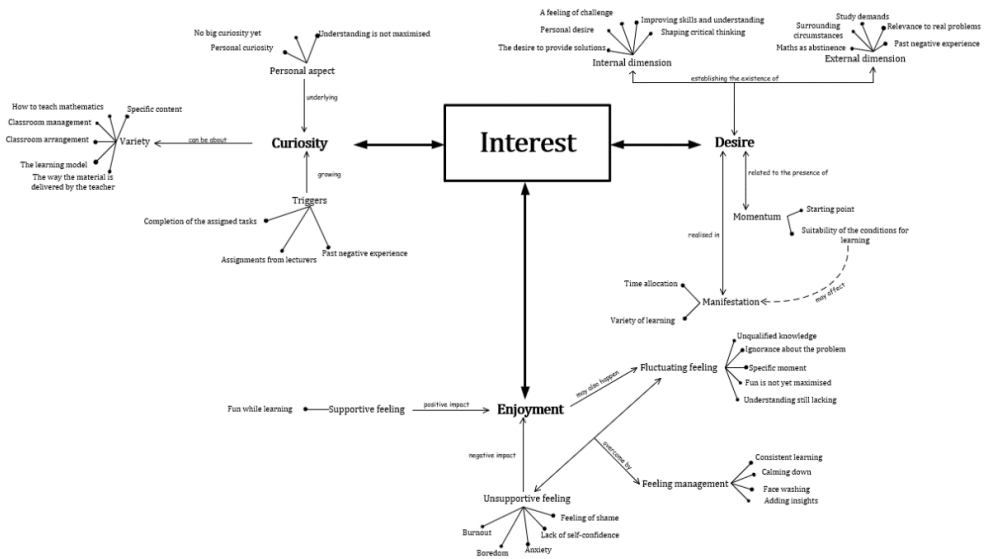 No big curiosity yet
Understanding is not maximised
Personal curiosity
Personal aspect
underlying
How to teach mathematics
Specific content
Classroom management
Classroom arrangement
Variety
The learning model
The way the material is
delivered by the teacher
can be about
Curiosity
growing
Triggers
Completion of the assigned tasks
Assignments from lecturers
Past negative experience
Interest
A feeling of challenge
Improving skills and understanding
Personal desire
Shaping critical thinking
The desire to provide solutions
Internal dimension
Study demands
Surrounding
circumstances
Relevance to real problems
Maths as abstinence
Past negative experience
External dimension
establishing the existence of
Desire
related to the presence of
Momentum
Starting point
Suitability of the conditions for
learning
realised in
Time allocation
Manifestation
Variety of learning
may affect
Fun while learning
Supportive feeling
positive impact
Enjoyment
may also happen
Fluctuating feeling
Unqualified knowledge
Ignorance about the problem
Specific moment
Fun is not yet maximised
Understanding still lacking
overcome by
Feeling management
Consistent learning
Calming down
Face washing
Adding insights
negative impact
Unsupportive feeling
Burnout
Boredom
Anxiety
Lack of self-confidence
Feeling of shame